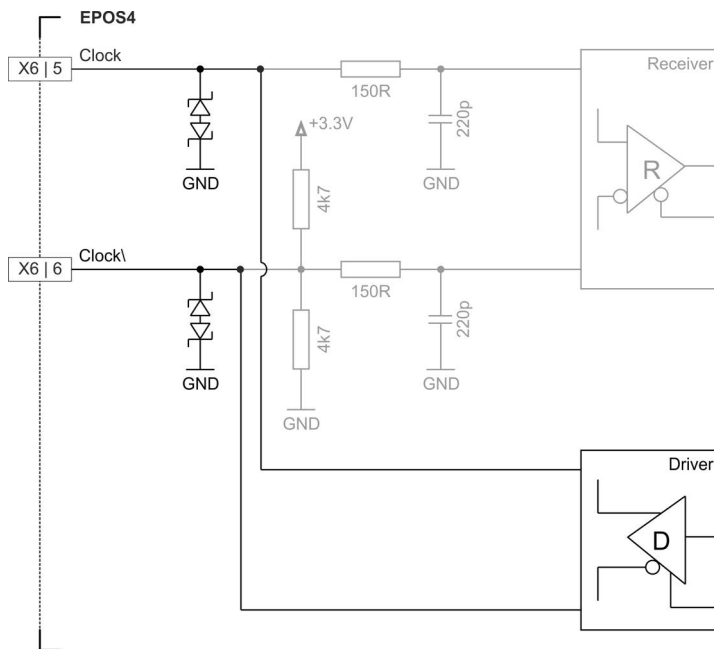 EPOS4
X6 | 5
Clock
Receiver
150R
220p
+3.3V
GND
GND
4k7
R
X6 | 6
Clock\
150R
220p
4k7
GND
GND
GND
Driver
D